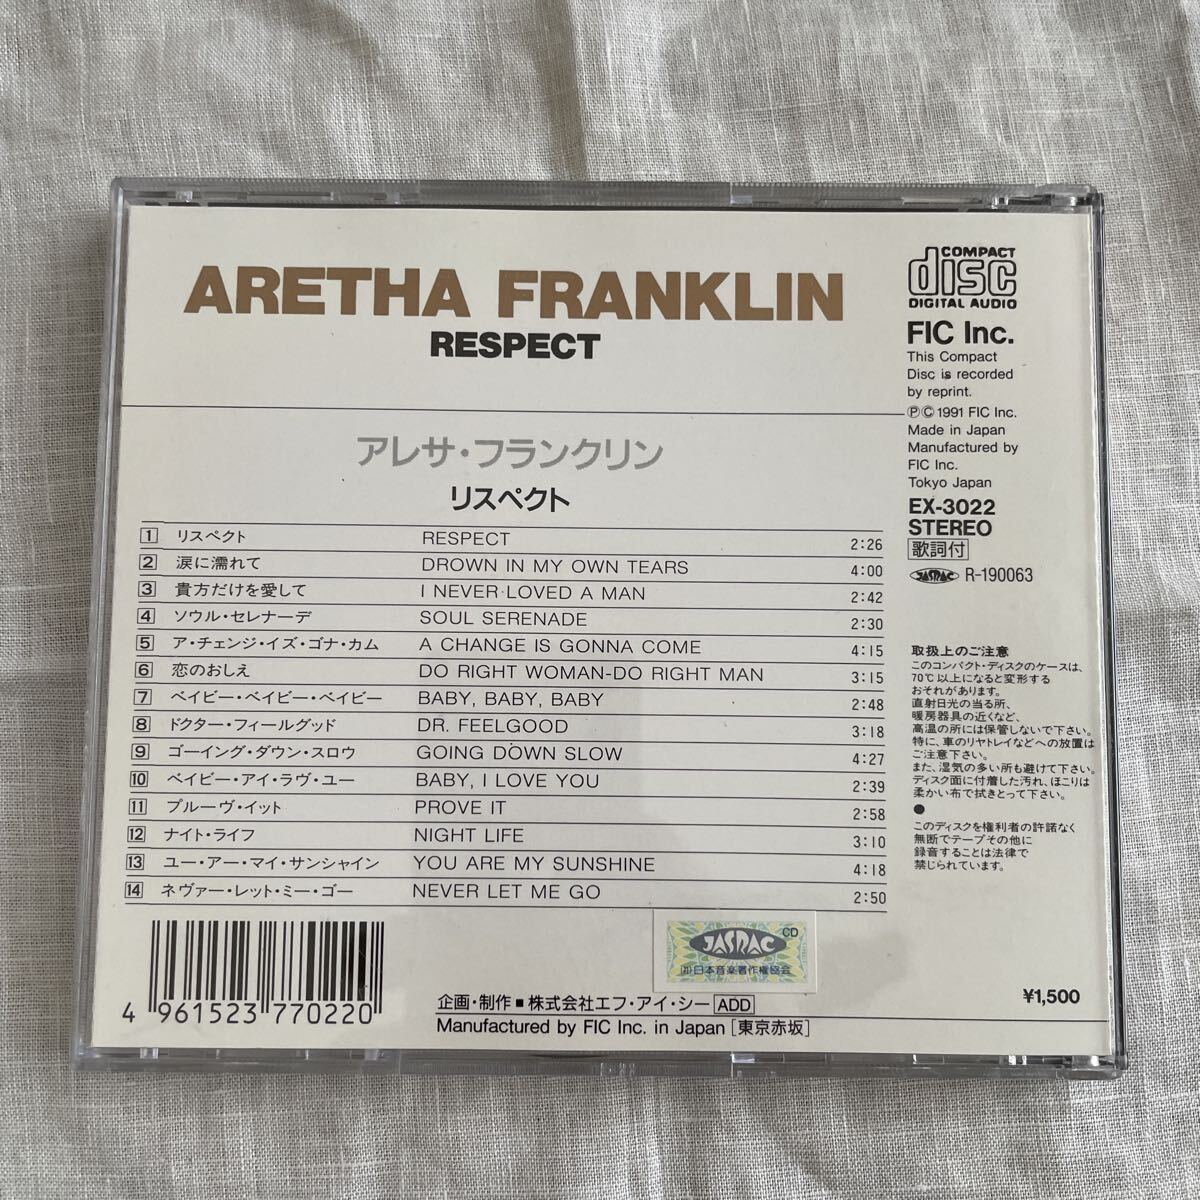 ARETHA FRANKLIN
RESPECT
アレサ・フランクリン
リスペクト
1 リスペクト RESPECT 2:26
2 涙に濡れて DROWN IN MY OWN TEARS 4:00
3 貴方だけを愛して I NEVER LOVED A MAN 2:42
4 ソウル・セレナーデ SOUL SERENADE 2:30
5 ア・チェンジ・イズ・ゴナ・カム A CHANGE IS GONNA COME 4:15
6 恋のおしえ DO RIGHT WOMAN-DO RIGHT MAN 3:15
7 ベイビー・ベイビー・ベイビー BABY, BABY, BABY 2:48
8 ドクター・フィールグッド DR. FEELGOOD 3:18
9 ゴーイング・ダウン・スロウ GOING DOWN SLOW 4:27
10 ベイビー・アイ・ラヴ・ユー BABY, I LOVE YOU 2:39
11 プルーヴ・イット PROVE IT 2:58
12 ナイト・ライフ NIGHT LIFE 3:10
13 ユー・アー・マイ・サンシャイン YOU ARE MY SUNSHINE 4:18
14 ネヴァー・レット・ミー・ゴー NEVER LET ME GO 2:50
4 961523 770220
JASRAC CD
㈳日本音楽著作権協会
企画・制作■株式会社エフ・アイ・シー ADD
Manufactured by FIC Inc. in Japan [東京赤坂]
COMPACT
disc
DIGITAL AUDIO
FIC Inc.
This Compact
Disc is recorded
by reprint.
ⓅⒸ 1991 FIC Inc.
Made in Japan
Manufactured by
FIC Inc.
Tokyo Japan
EX-3022
STEREO
歌詞付
JASRAC R-190063
取扱上のご注意
このコンパクト・ディスクのケースは、
70℃以上になると変形する
おそれがあります。
直射日光の当る所、
暖房器具の近くなど、
高温の所には保管しないで下さい。
特に、車のリヤトレイなどへの放置は
ご注意下さい。
また、湿気の多い所も避けて下さい。
ディスク面に付着した汚れ、ほこりは
柔かい布で拭きとって下さい。
●
このディスクを権利者の許諾なく
無断でテープその他に
録音することは法律で
禁じられています。
¥1,500